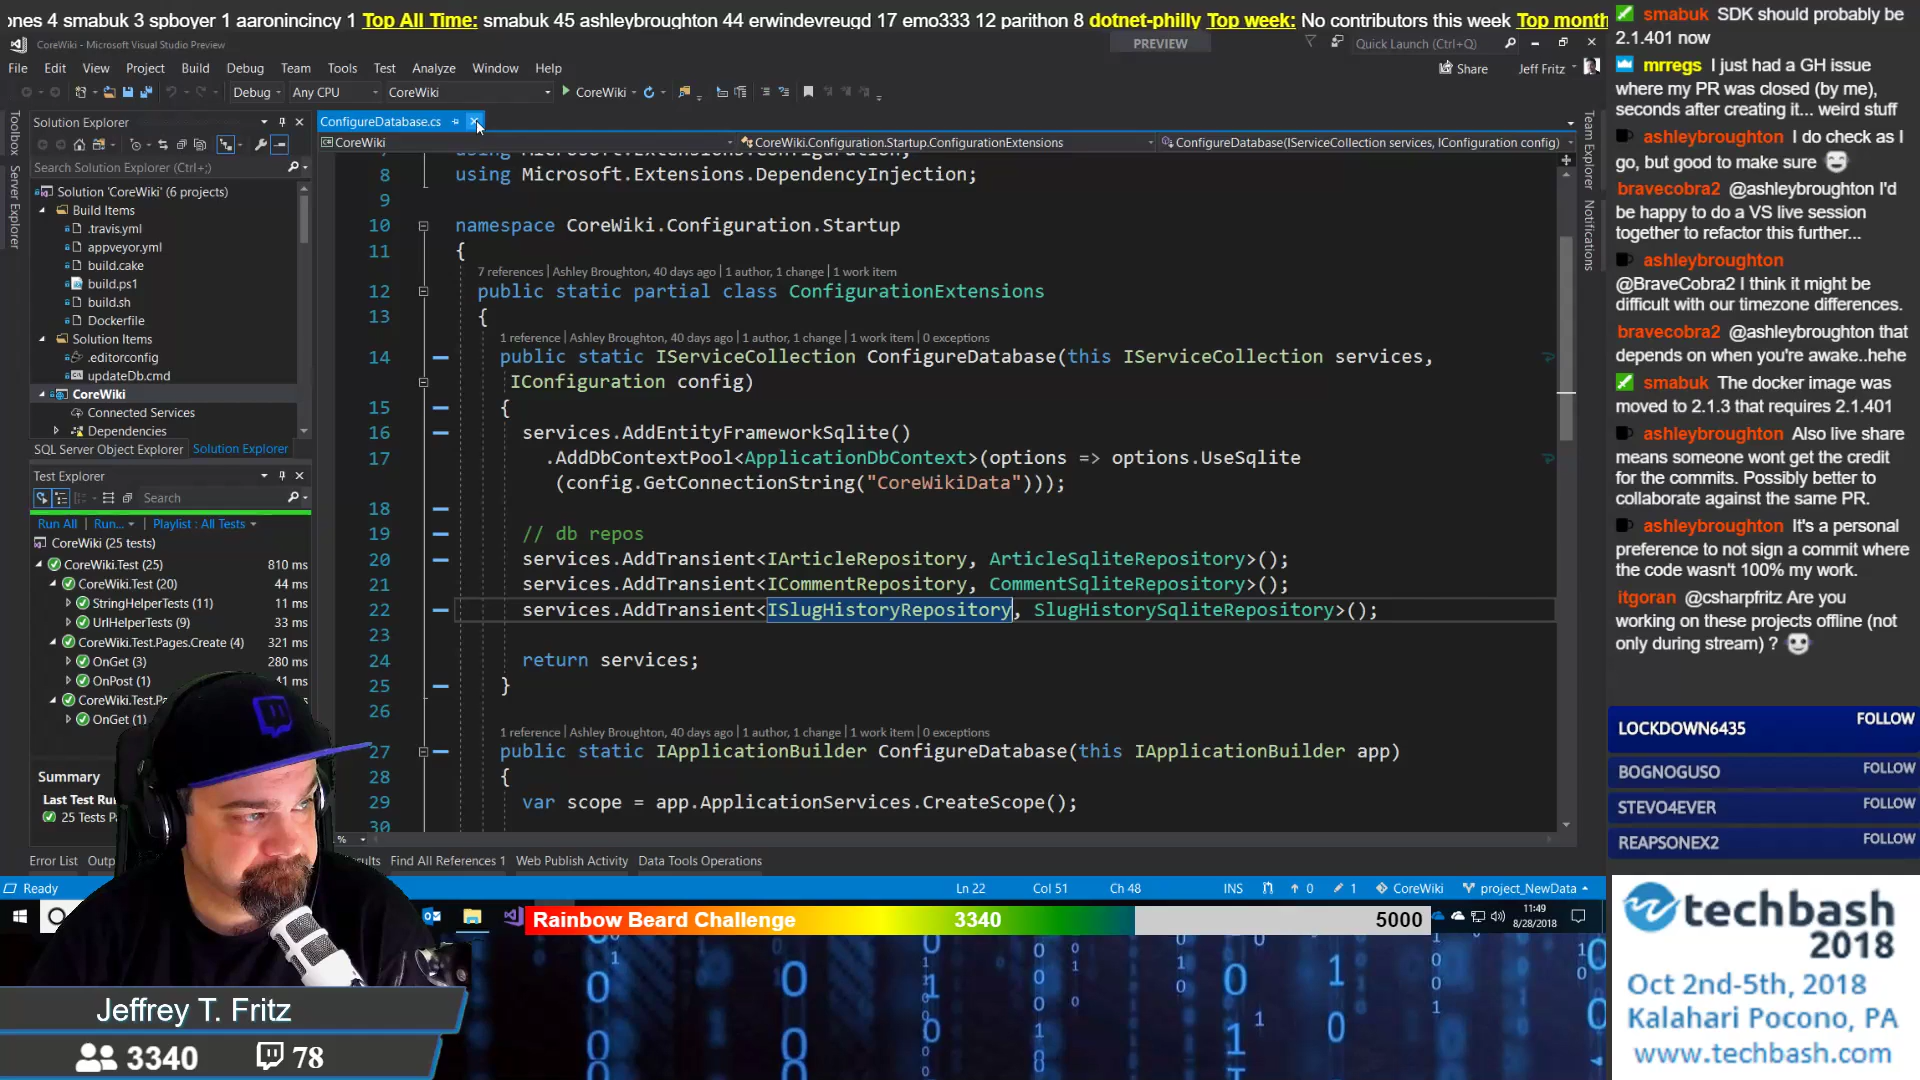 ones 4 smabuk 3 spboyer 1 aaronincincy 1 Top All Time: smabuk 45 ashleybroughton 44 erwindevreugd 17 emo333 12 parithon 8 dotnet-philly Top week: No contributors this week Top month
CoreWiki - Microsoft Visual Studio Preview
PREVIEW
Quick Launch (Ctrl+Q)
File Edit View Project Build Debug Team Tools Test Analyze Window Help
Share
Jeff Fritz
Debug
Any CPU
CoreWiki
CoreWiki
Toolbox
Server Explorer
Solution Explorer
Search Solution Explorer (Ctrl+;)
Solution 'CoreWiki' (6 projects)
Build Items
.travis.yml
appveyor.yml
build.cake
build.ps1
build.sh
Dockerfile
Solution Items
.editorconfig
updateDb.cmd
CoreWiki
Connected Services
Dependencies
SQL Server Object Explorer
Solution Explorer
Test Explorer
Search
Run All
Run...
Playlist : All Tests
CoreWiki (25 tests)
CoreWiki.Test (25) 810 ms
CoreWiki.Test (20) 44 ms
StringHelperTests (11) 11 ms
UrlHelperTests (9) 33 ms
CoreWiki.Test.Pages.Create (4) 321 ms
OnGet (3) 280 ms
OnPost (1) 41 ms
CoreWiki.Test.Pa
OnGet (1)
Summary
Last Test Run
25 Tests P
ConfigureDatabase.cs
CoreWiki
CoreWiki.Configuration.Startup.ConfigurationExtensions
ConfigureDatabase(IServiceCollection services, IConfiguration config)
using Microsoft.Extensions.Configuration;
8 using Microsoft.Extensions.DependencyInjection;
9
10 namespace CoreWiki.Configuration.Startup
11 {
7 references | Ashley Broughton, 40 days ago | 1 author, 1 change | 1 work item
12 public static partial class ConfigurationExtensions
13 {
1 reference | Ashley Broughton, 40 days ago | 1 author, 1 change | 1 work item | 0 exceptions
14 public static IServiceCollection ConfigureDatabase(this IServiceCollection services,
IConfiguration config)
15 {
16 services.AddEntityFrameworkSqlite()
17 .AddDbContextPool<ApplicationDbContext>(options => options.UseSqlite
(config.GetConnectionString("CoreWikiData")));
18
19 // db repos
20 services.AddTransient<IArticleRepository, ArticleSqliteRepository>();
21 services.AddTransient<ICommentRepository, CommentSqliteRepository>();
22 services.AddTransient<ISlugHistoryRepository, SlugHistorySqliteRepository>();
23
24 return services;
25 }
26
1 reference | Ashley Broughton, 40 days ago | 1 author, 1 change | 1 work item | 0 exceptions
27 public static IApplicationBuilder ConfigureDatabase(this IApplicationBuilder app)
28 {
29 var scope = app.ApplicationServices.CreateScope();
30
%
Team Explorer
Notifications
Error List
Outp
sults
Find All References 1
Web Publish Activity
Data Tools Operations
Ready
Ln 22
Col 51
Ch 48
INS
0
1
CoreWiki
project_NewData
Rainbow Beard Challenge 3340 5000
11:49
8/28/2018
Jeffrey T. Fritz
3340
78
smabuk SDK should probably be
2.1.401 now
mrregs I just had a GH issue
where my PR was closed (by me),
seconds after creating it... weird stuff
ashleybroughton I do check as I
go, but good to make sure
bravecobra2 @ashleybroughton I'd
be happy to do a VS live session
together to refactor this further...
ashleybroughton
@BraveCobra2 I think it might be
difficult with our timezone differences.
bravecobra2 @ashleybroughton that
depends on when you're awake..hehe
smabuk The docker image was
moved to 2.1.3 that requires 2.1.401
ashleybroughton Also live share
means someone wont get the credit
for the commits. Possibly better to
collaborate against the same PR.
ashleybroughton It's a personal
preference to not sign a commit where
the code wasn't 100% my work.
itgoran @csharpfritz Are you
working on these projects offline (not
only during stream) ?
LOCKDOWN6435 FOLLOW
BOGNOGUSO FOLLOW
STEVO4EVER FOLLOW
REAPSONEX2 FOLLOW
techbash
2018
Oct 2nd-5th, 2018
Kalahari Pocono, PA
www.techbash.com